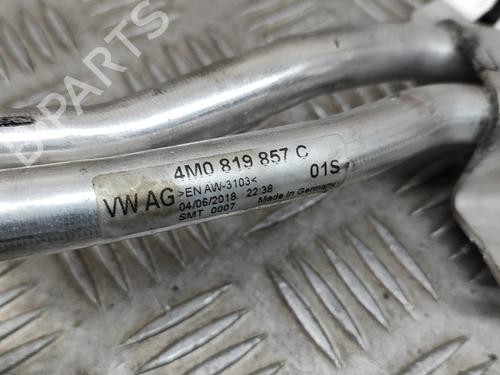 B-PARTS
4M0 819 857 C
VW AG >EN AW-3103< 01S
04/06/2018 22:38 Made in Germany
SMT 0007